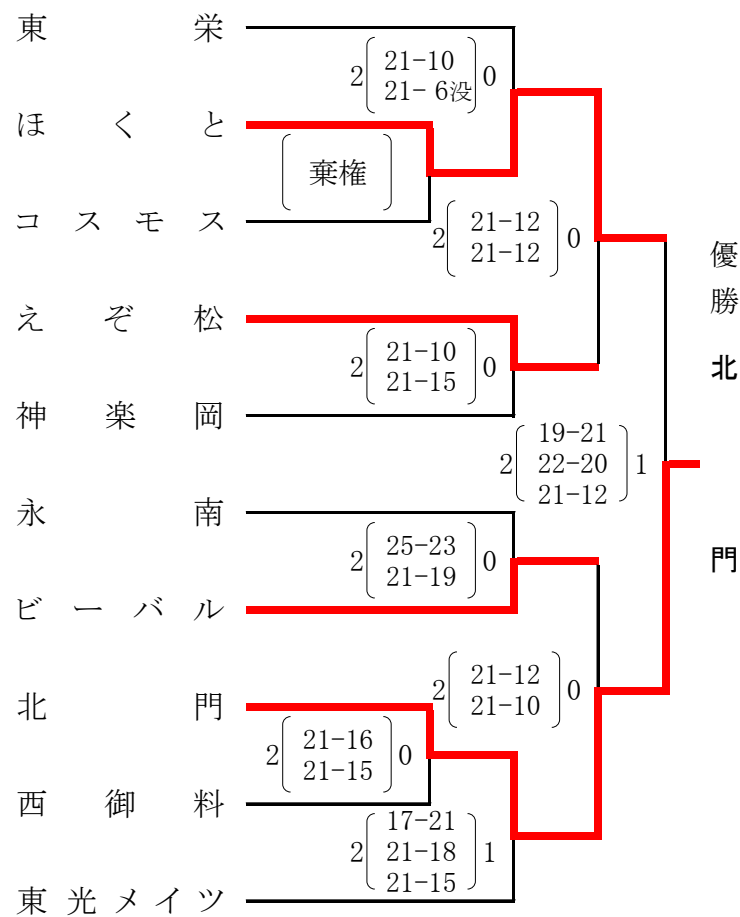 東栄
2 21-10 0
21- 6没
ほくと
棄権
コスモス
2 21-12 0
21-12
えぞ松
2 21-10 0
21-15
神楽岡
2 19-21 1
22-20
21-12
優勝
北門
永南
2 25-23 0
21-19
ビーバル
2 21-12 0
21-10
北門
2 21-16 0
21-15
西御料
2 17-21 1
21-18
21-15
東光メイツ